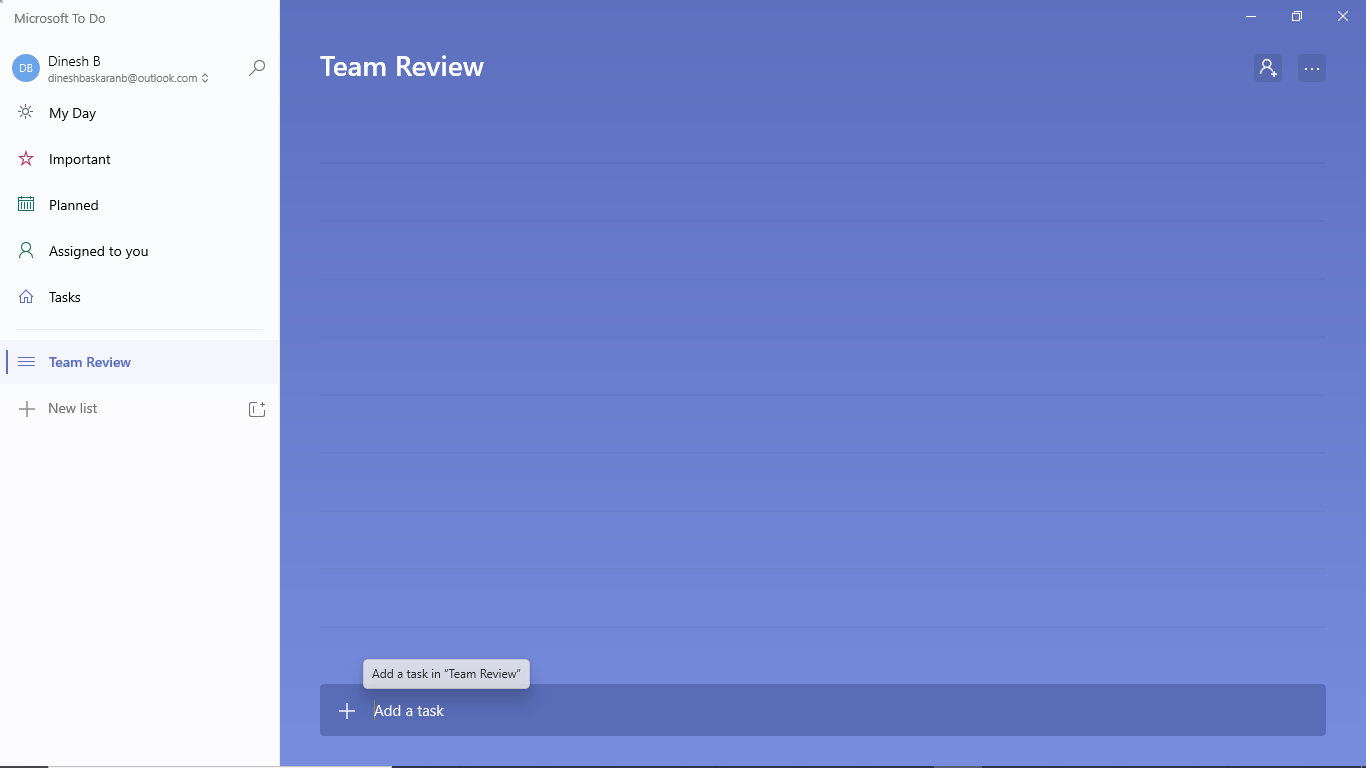 Microsoft To Do
DB
Dinesh B
dineshbaskaranb@outlook.com
My Day
Important
Planned
Assigned to you
Tasks
Team Review
New list
Team Review
Add a task in “Team Review”
Add a task